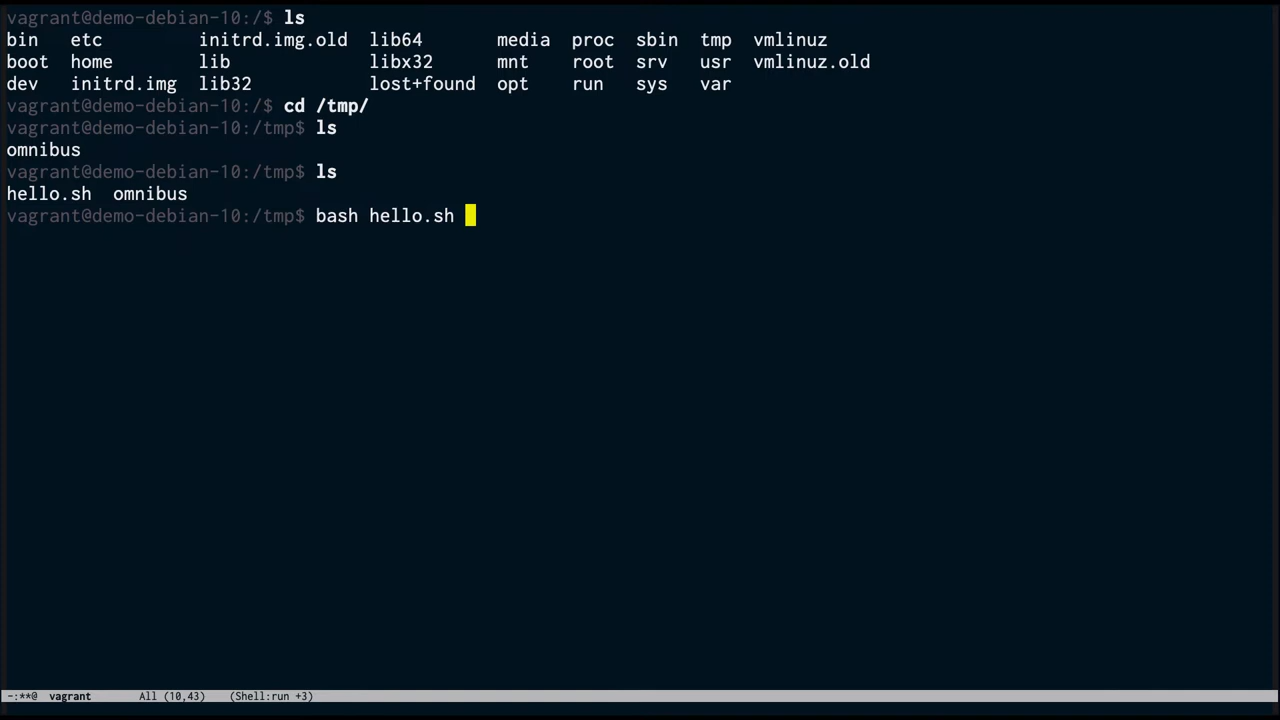 vagrant@demo-debian-10:/$ ls
bin   etc         initrd.img.old  lib64       media  proc  sbin  tmp  vmlinuz
boot  home        lib             libx32      mnt    root  srv   usr  vmlinuz.old
dev   initrd.img  lib32           lost+found  opt    run   sys   var
vagrant@demo-debian-10:/$ cd /tmp/
vagrant@demo-debian-10:/tmp$ ls
omnibus
vagrant@demo-debian-10:/tmp$ ls
hello.sh  omnibus
vagrant@demo-debian-10:/tmp$ bash hello.sh
-:**@  vagrant        All (10,43)    (Shell:run +3)